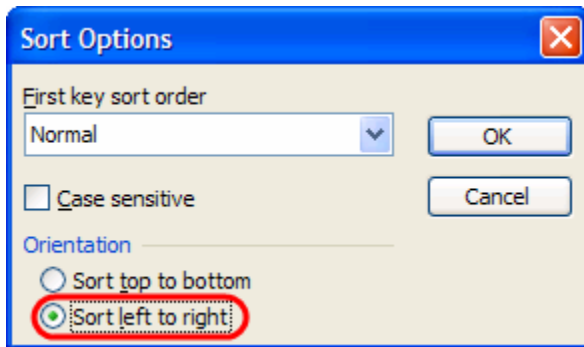 Sort Options
First key sort order
Normal
OK
Case sensitive
Cancel
Orientation
Sort top to bottom
Sort left to right